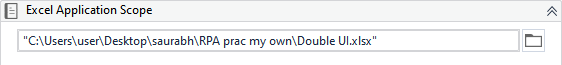 Excel Application Scope
"C:\Users\user\Desktop\saurabh\RPA prac my own\Double UI.xlsx"